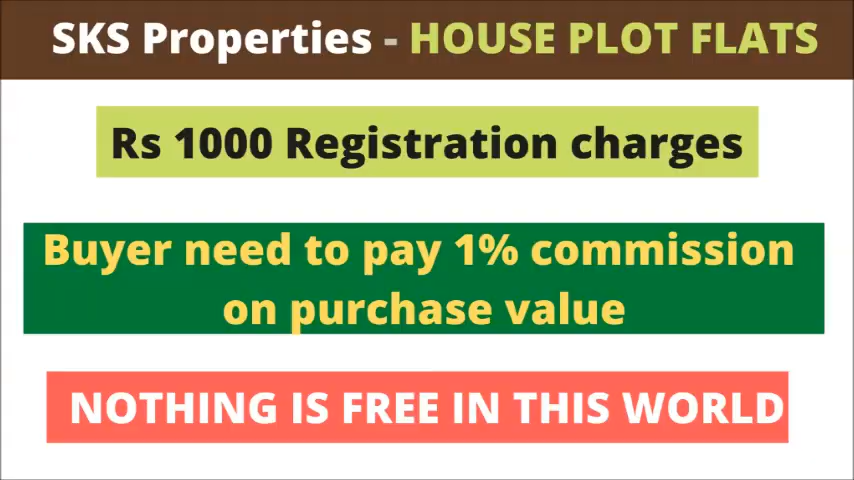 SKS Properties - HOUSE PLOT FLATS
Rs 1000 Registration charges
Buyer need to pay 1% commission
on purchase value
NOTHING IS FREE IN THIS WORLD